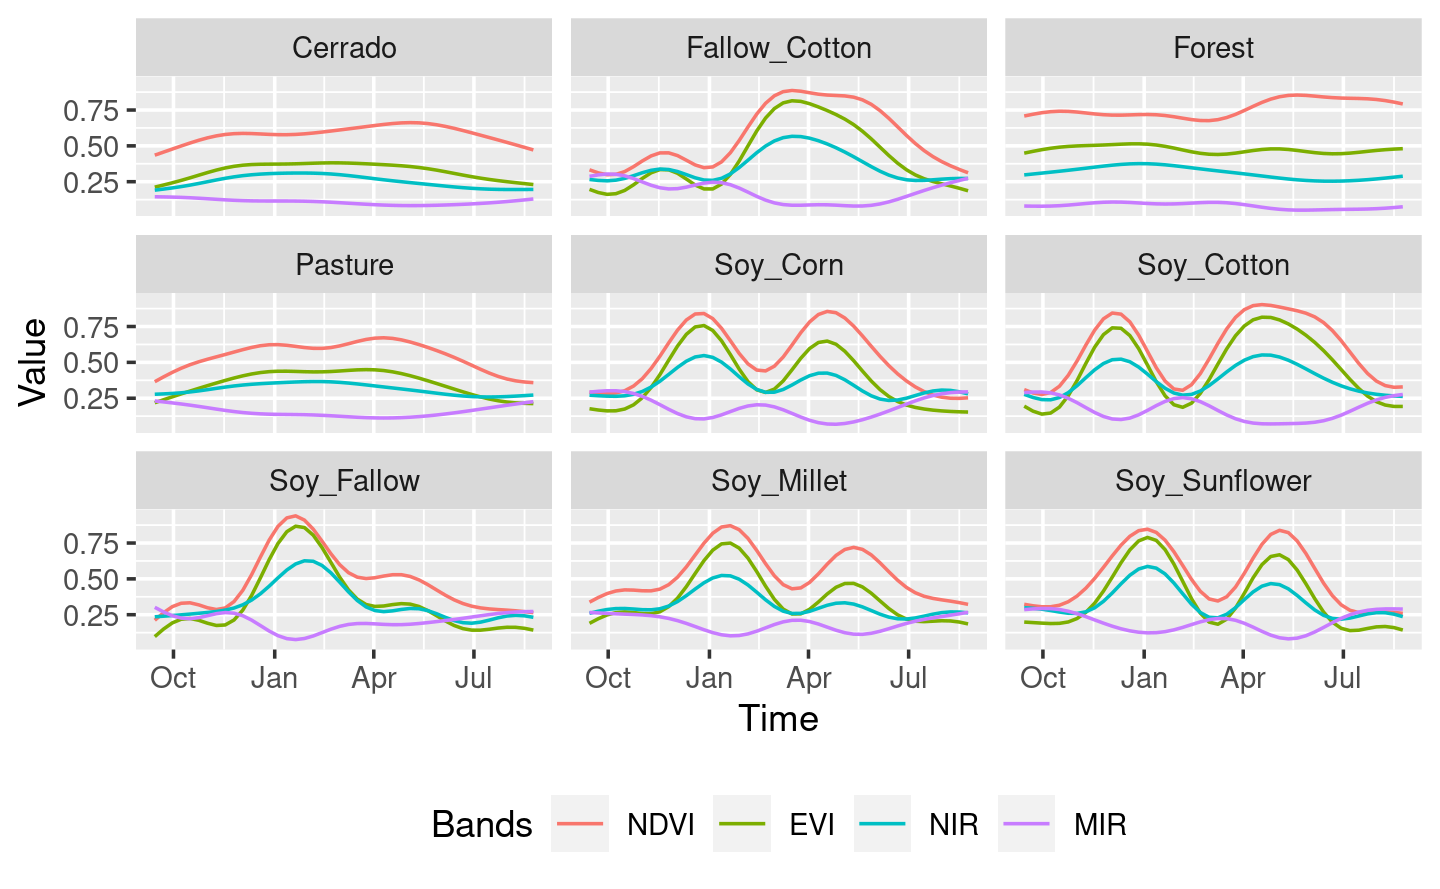 Cerrado Fallow_Cotton Forest
0.75
0.50
0.25
Pasture Soy_Corn Soy_Cotton
Value
0.75
0.50
0.25
Soy_Fallow Soy_Millet Soy_Sunflower
0.75
0.50
0.25
Oct Jan Apr Jul Oct Jan Apr Jul Oct Jan Apr Jul
Time
Bands NDVI EVI NIR MIR